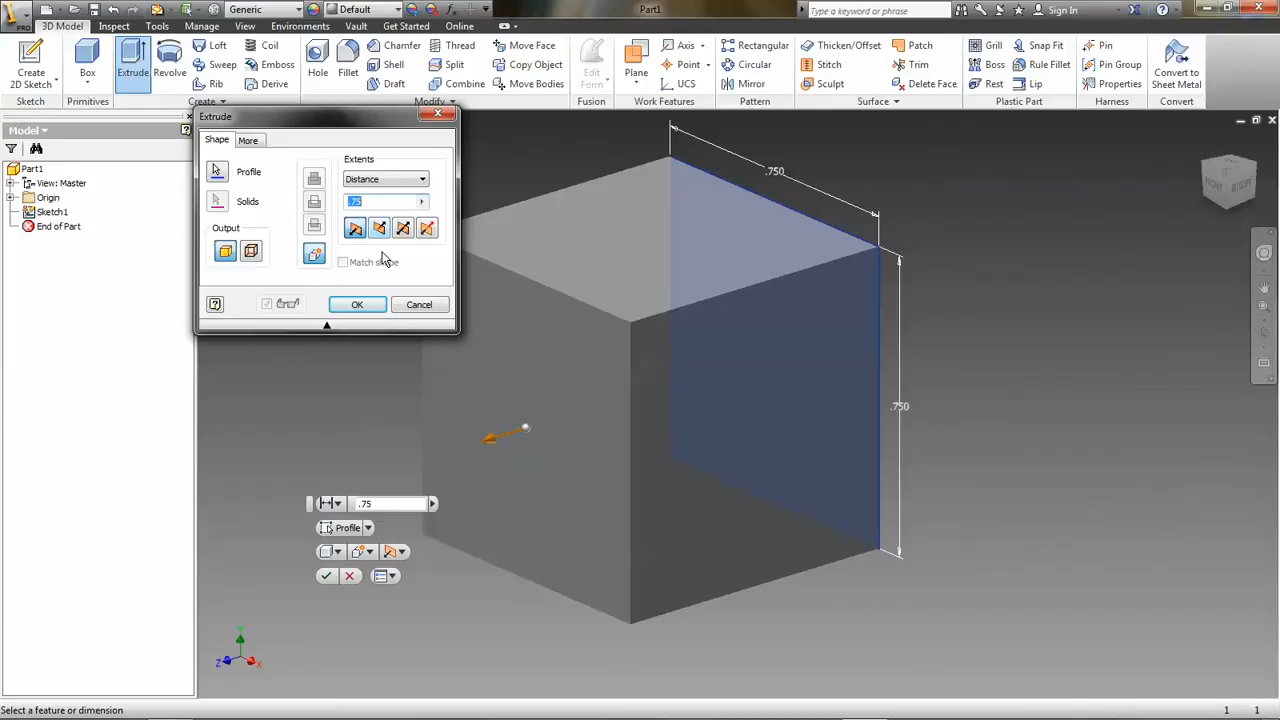 Generic
Default
Part1
Type a keyword or phrase
Sign In
PRO
3D Model
Inspect
Tools
Manage
View
Environments
Vault
Get Started
Online
Create
2D Sketch
Box
Extrude
Revolve
Loft
Sweep
Rib
Coil
Emboss
Derive
Hole
Fillet
Chamfer
Shell
Draft
Thread
Split
Combine
Move Face
Copy Object
Move Bodies
Edit
Form
Plane
Axis
Point
UCS
Rectangular
Circular
Mirror
Thicken/Offset
Stitch
Sculpt
Patch
Trim
Delete Face
Grill
Boss
Rest
Snap Fit
Rule Fillet
Lip
Pin
Pin Group
Properties
Convert to
Sheet Metal
Sketch
Primitives
Create
Modify
Fusion
Work Features
Pattern
Surface
Plastic Part
Harness
Convert
Model
Part1
View: Master
Origin
Sketch1
End of Part
Extrude
Shape
More
Profile
Solids
Output
Extents
Distance
.75
Match shape
OK
Cancel
.750
.750
FRONT
RIGHT
.75
Profile
Y
Z
X
Select a feature or dimension
1
1